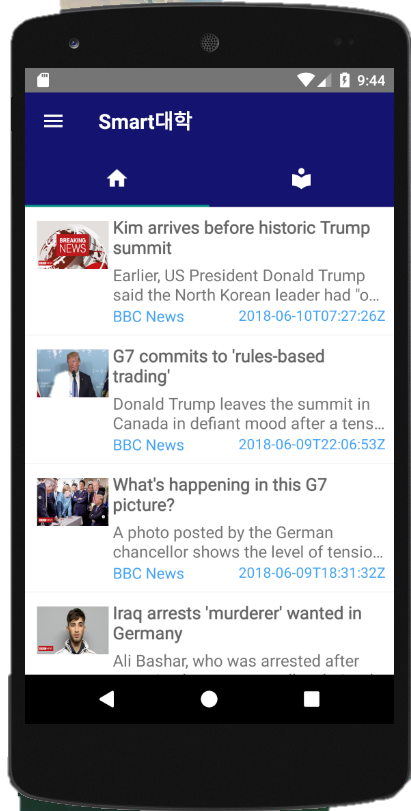 9:44
Smart대학
BREAKING
NEWS
Kim arrives before historic Trump
summit
Earlier, US President Donald Trump
said the North Korean leader had "o...
BBC News 2018-06-10T07:27:26Z
G7 commits to 'rules-based
trading'
Donald Trump leaves the summit in
Canada in defiant mood after a tens...
BBC News 2018-06-09T22:06:53Z
What's happening in this G7
picture?
A photo posted by the German
chancellor shows the level of tensio...
BBC News 2018-06-09T18:31:32Z
Iraq arrests 'murderer' wanted in
Germany
Ali Bashar, who was arrested after